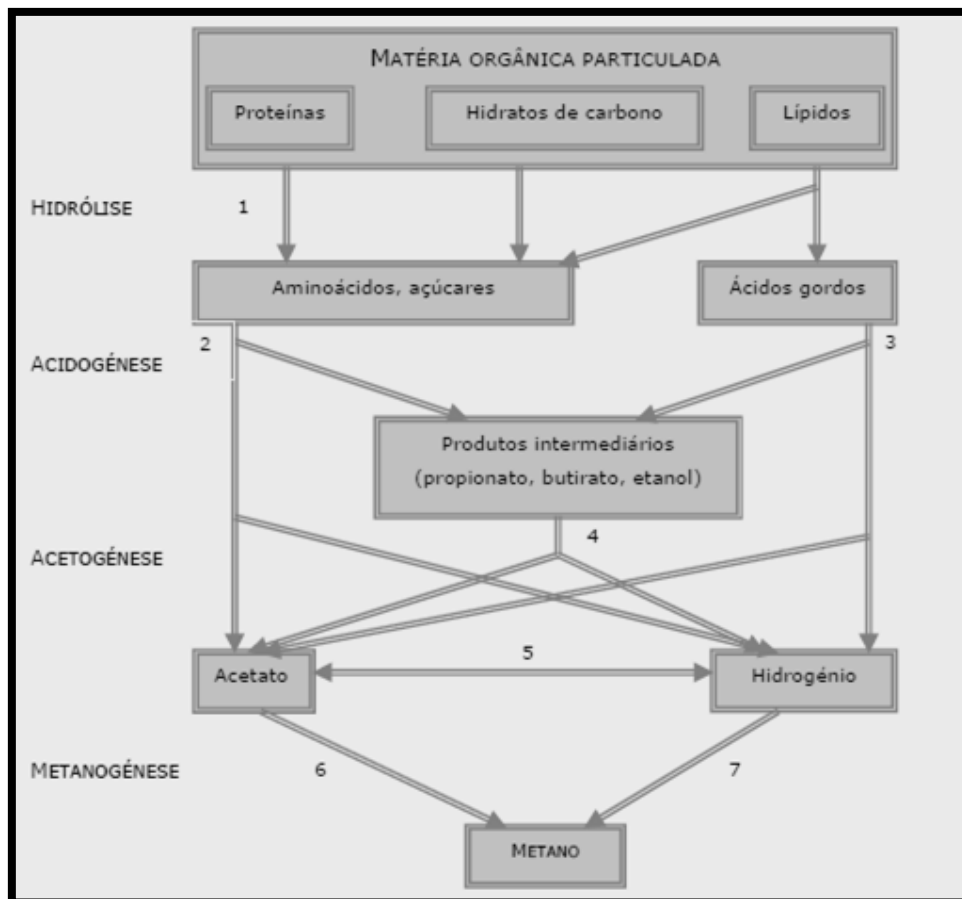 MATÉRIA ORGÂNICA PARTICULADA
Proteínas
Hidratos de carbono
Lípidos
HIDRÓLISE
1
Aminoácidos, açúcares
Ácidos gordos
2
3
ACIDOGÉNESE
Produtos intermediários
(propionato, butirato, etanol)
4
ACETOGÉNESE
5
Acetato
Hidrogénio
6
7
METANOGÉNESE
METANO